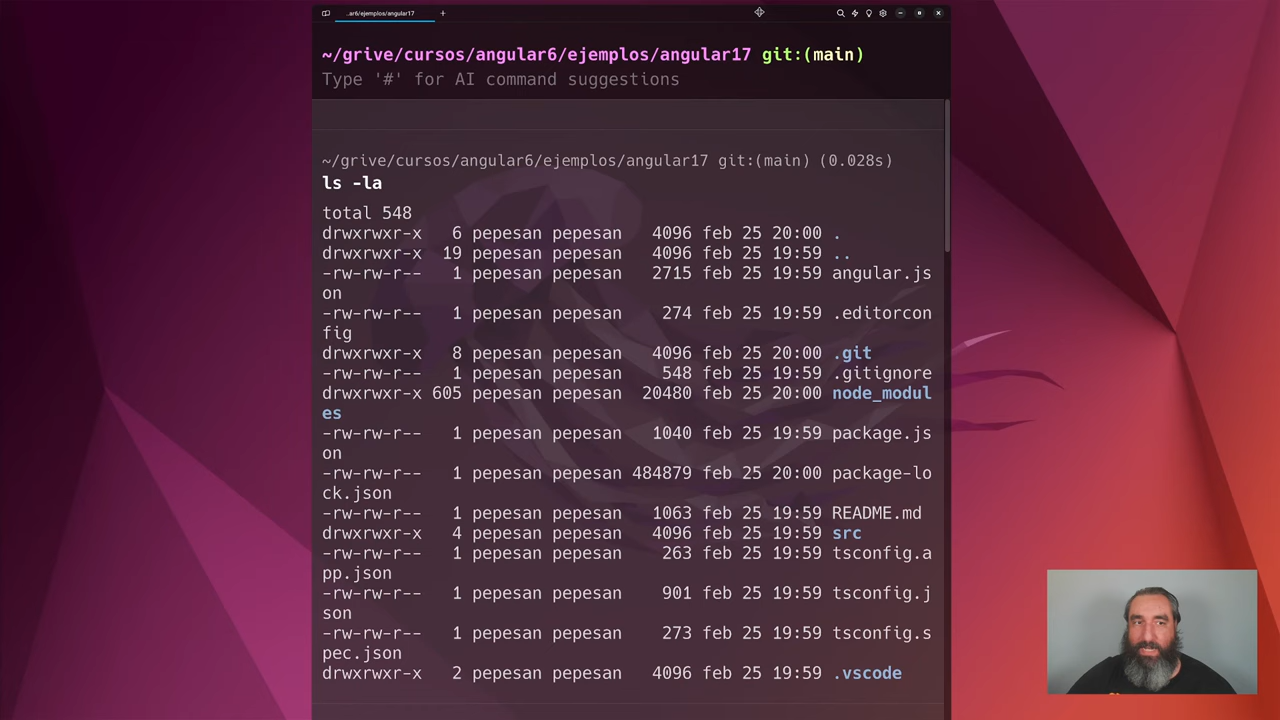 ..ar6/ejemplos/angular17
~/grive/cursos/angular6/ejemplos/angular17 git:(main)
Type '#' for AI command suggestions
~/grive/cursos/angular6/ejemplos/angular17 git:(main) (0.028s)
ls -la
total 548
drwxrwxr-x   6 pepesan pepesan   4096 feb 25 20:00 .
drwxrwxr-x  19 pepesan pepesan   4096 feb 25 19:59 ..
-rw-rw-r--   1 pepesan pepesan   2715 feb 25 19:59 angular.js
on
-rw-rw-r--   1 pepesan pepesan    274 feb 25 19:59 .editorcon
fig
drwxrwxr-x   8 pepesan pepesan   4096 feb 25 20:00 .git
-rw-rw-r--   1 pepesan pepesan    548 feb 25 19:59 .gitignore
drwxrwxr-x 605 pepesan pepesan  20480 feb 25 20:00 node_modul
es
-rw-rw-r--   1 pepesan pepesan   1040 feb 25 19:59 package.js
on
-rw-rw-r--   1 pepesan pepesan 484879 feb 25 20:00 package-lo
ck.json
-rw-rw-r--   1 pepesan pepesan   1063 feb 25 19:59 README.md
drwxrwxr-x   4 pepesan pepesan   4096 feb 25 19:59 src
-rw-rw-r--   1 pepesan pepesan    263 feb 25 19:59 tsconfig.a
pp.json
-rw-rw-r--   1 pepesan pepesan    901 feb 25 19:59 tsconfig.j
son
-rw-rw-r--   1 pepesan pepesan    273 feb 25 19:59 tsconfig.s
pec.json
drwxrwxr-x   2 pepesan pepesan   4096 feb 25 19:59 .vscode